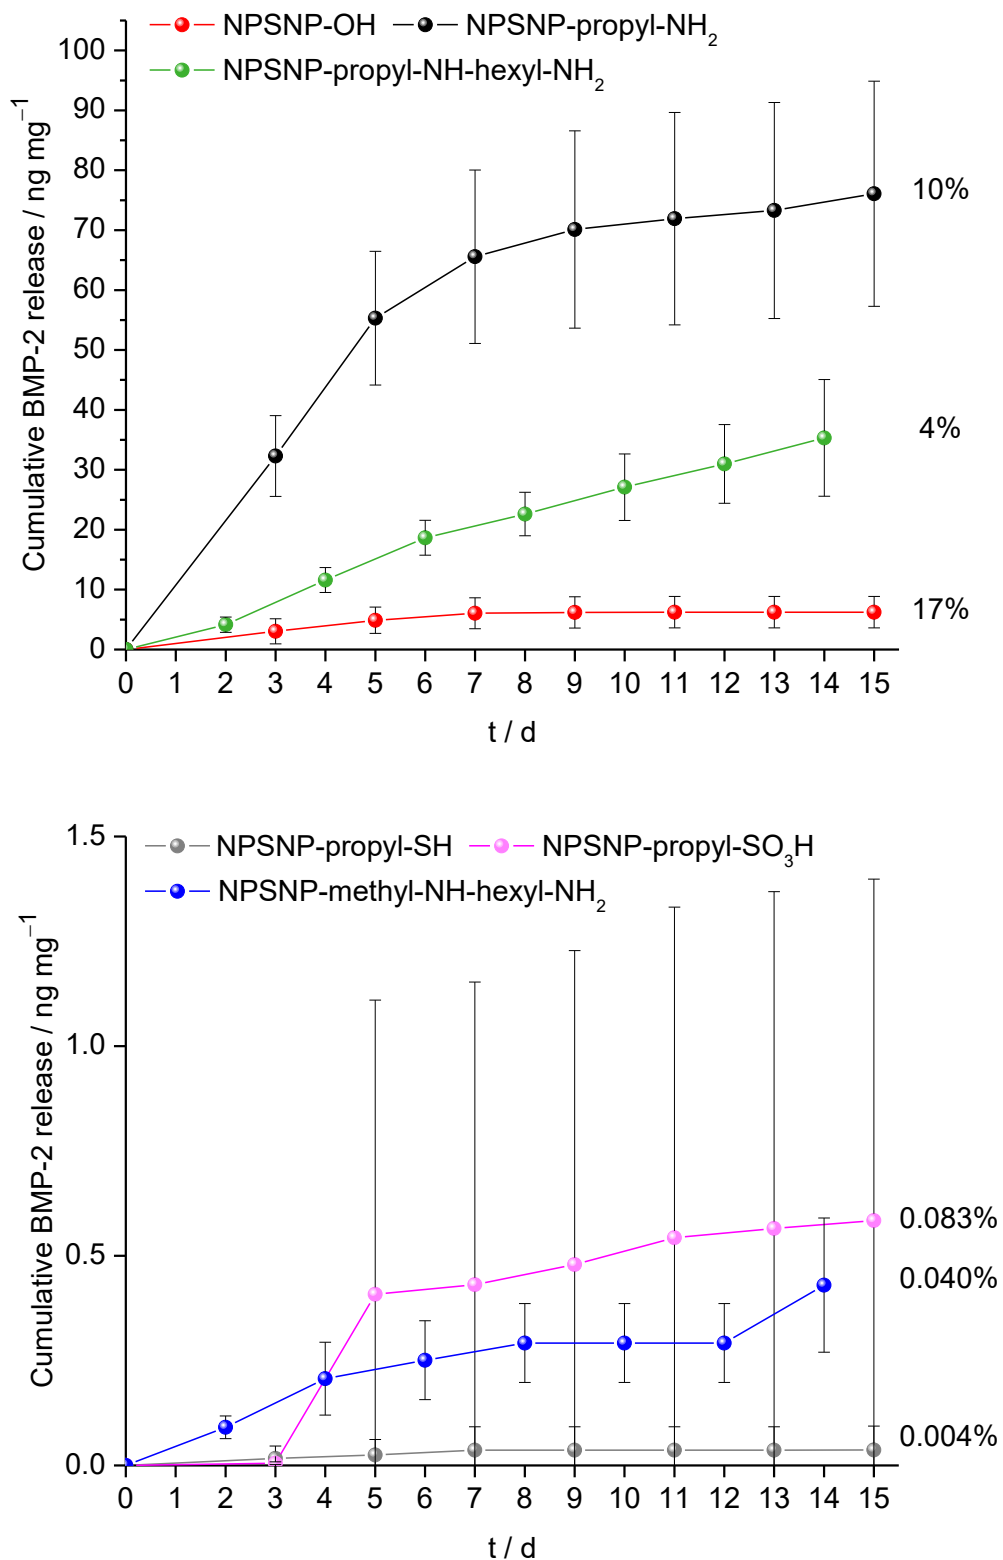 NPSNP-OH NPSNP-propyl-NH₂
NPSNP-propyl-NH-hexyl-NH₂
Cumulative BMP-2 release / ng mg⁻¹
100
90
80
70
60
50
40
30
20
10
0
10%
4%
17%
0 1 2 3 4 5 6 7 8 9 10 11 12 13 14 15
t / d
NPSNP-propyl-SH NPSNP-propyl-SO₃H
NPSNP-methyl-NH-hexyl-NH₂
Cumulative BMP-2 release / ng mg⁻¹
1.5
1.0
0.5
0.0
0.083%
0.040%
0.004%
0 1 2 3 4 5 6 7 8 9 10 11 12 13 14 15
t / d